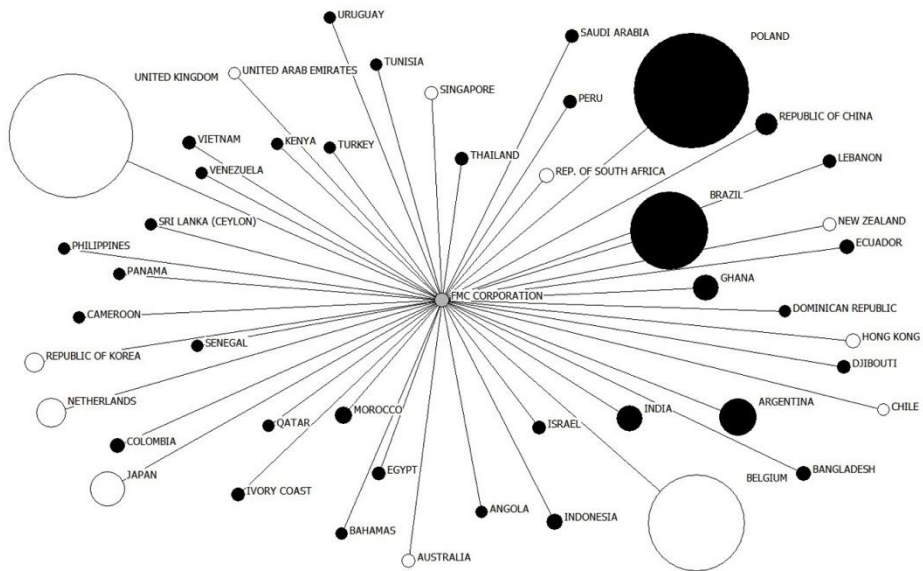 URUGUAY
SAUDI ARABIA
POLAND
UNITED KINGDOM
UNITED ARAB EMIRATES
TUNISIA
SINGAPORE
PERU
REPUBLIC OF CHINA
VIETNAM
KENYA
TURKEY
THAILAND
LEBANON
VENEZUELA
REP. OF SOUTH AFRICA
BRAZIL
SRI LANKA (CEYLON)
NEW ZEALAND
PHILIPPINES
ECUADOR
PANAMA
GHANA
FMC CORPORATION
CAMEROON
DOMINICAN REPUBLIC
HONG KONG
SENEGAL
REPUBLIC OF KOREA
DJIBOUTI
NETHERLANDS
MOROCCO
INDIA
ARGENTINA
CHILE
QATAR
ISRAEL
COLOMBIA
JAPAN
EGYPT
BELGIUM
BANGLADESH
IVORY COAST
ANGOLA
INDONESIA
BAHAMAS
AUSTRALIA